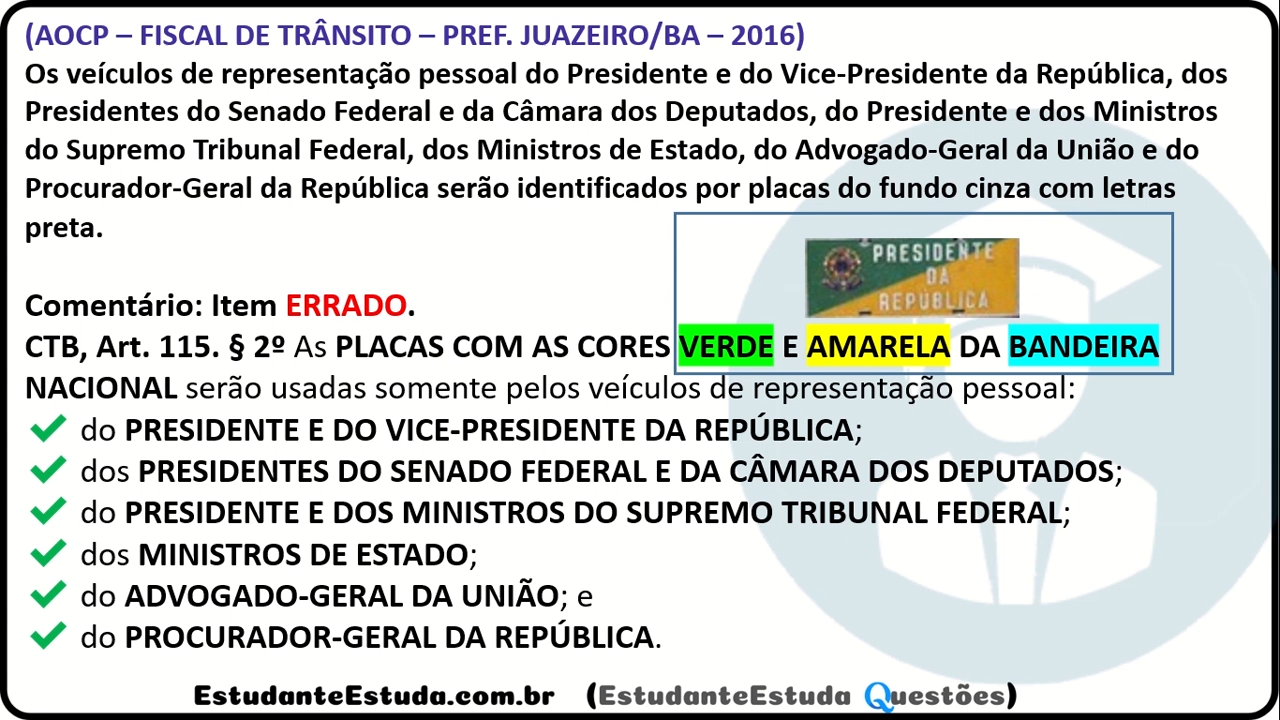 (AOCP – FISCAL DE TRÂNSITO – PREF. JUAZEIRO/BA – 2016)
Os veículos de representação pessoal do Presidente e do Vice-Presidente da República, dos
Presidentes do Senado Federal e da Câmara dos Deputados, do Presidente e dos Ministros
do Supremo Tribunal Federal, dos Ministros de Estado, do Advogado-Geral da União e do
Procurador-Geral da República serão identificados por placas do fundo cinza com letras
preta.
PRESIDENTE
DA
REPÚBLICA
Comentário: Item ERRADO.
CTB, Art. 115. § 2º As PLACAS COM AS CORES VERDE E AMARELA DA BANDEIRA
NACIONAL serão usadas somente pelos veículos de representação pessoal:
do PRESIDENTE E DO VICE-PRESIDENTE DA REPÚBLICA;
dos PRESIDENTES DO SENADO FEDERAL E DA CÂMARA DOS DEPUTADOS;
do PRESIDENTE E DOS MINISTROS DO SUPREMO TRIBUNAL FEDERAL;
dos MINISTROS DE ESTADO;
do ADVOGADO-GERAL DA UNIÃO; e
do PROCURADOR-GERAL DA REPÚBLICA.
EstudanteEstuda.com.br (EstudanteEstuda Questões)